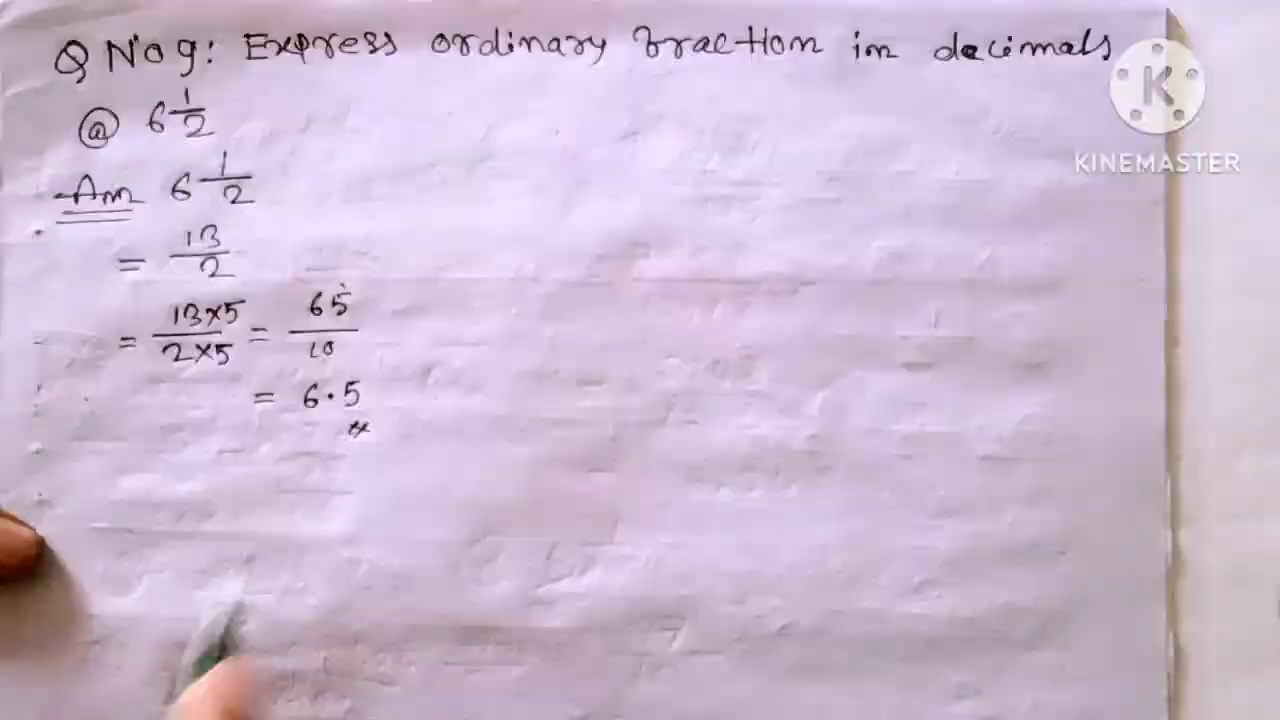 Q No 9: Express ordinary fraction in decimals
ⓐ 6 1/2
Ans 6 1/2
= 13/2
= 13×5/2×5 = 65/10
= 6.5
K
KINEMASTER